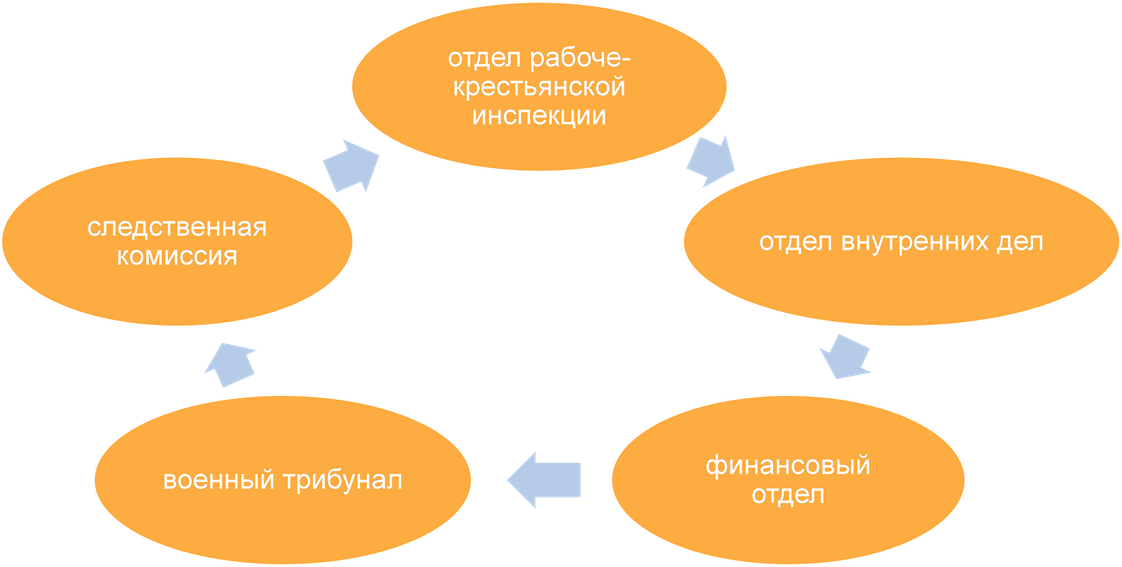 отдел рабоче-
крестьянской
инспекции
отдел внутренних дел
финансовый
отдел
военный трибунал
следственная
комиссия